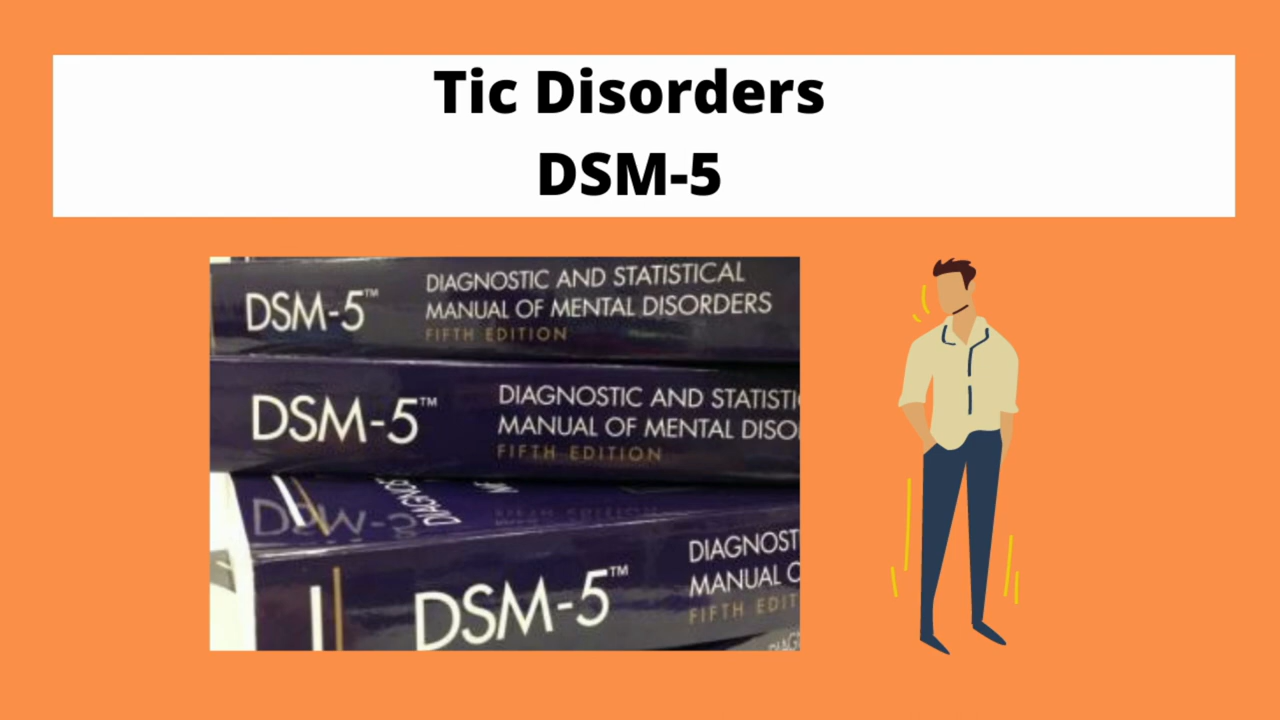 Tic Disorders
DSM-5
DSM-5™
DIAGNOSTIC AND STATISTICAL
MANUAL OF MENTAL DISORDERS
FIFTH EDITION
DSM-5™
DIAGNOSTIC AND STATISTI
MANUAL OF MENTAL DISO
FIFTH EDITION
DSM-5™
DIAGNOST
MANUAL O
FIFTH EDIT